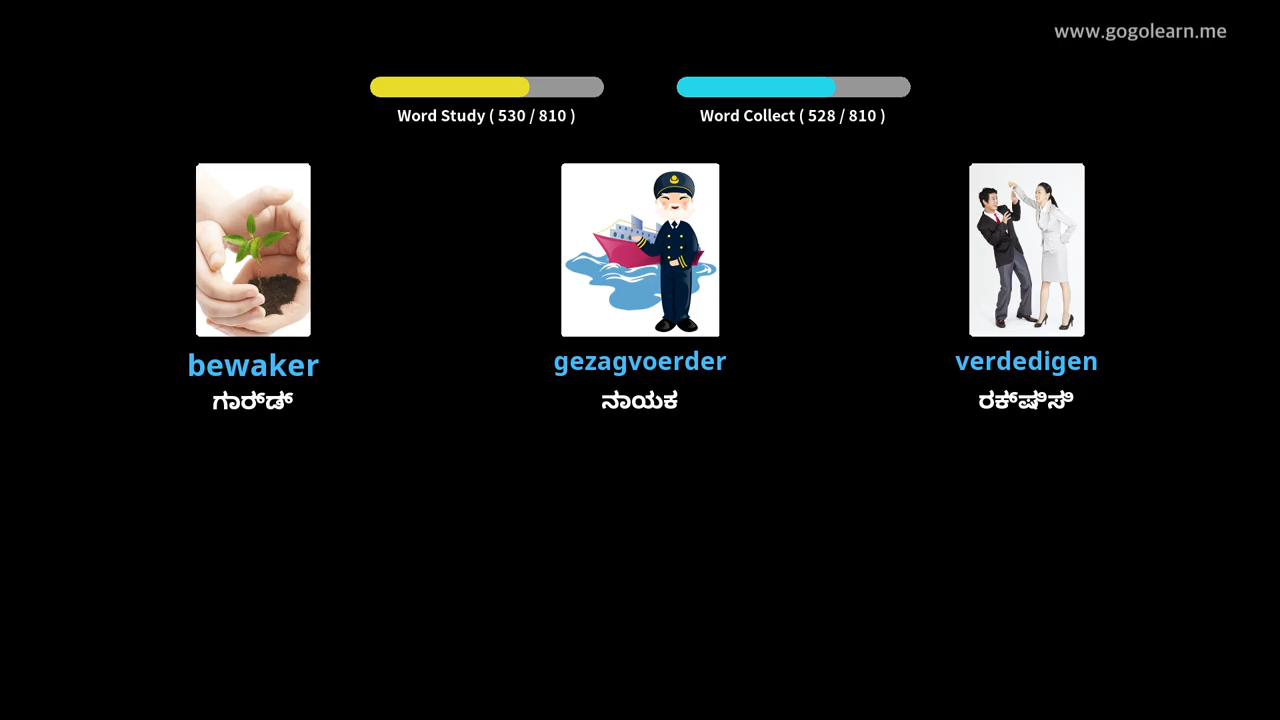 www.gogolearn.me
Word Study ( 530 / 810 )
Word Collect ( 528 / 810 )
bewaker
gezagvoerder
verdedigen
ಗಾರ್ಡ್
ನಾಯಕ
ರಕ್ಷಿಸಿ